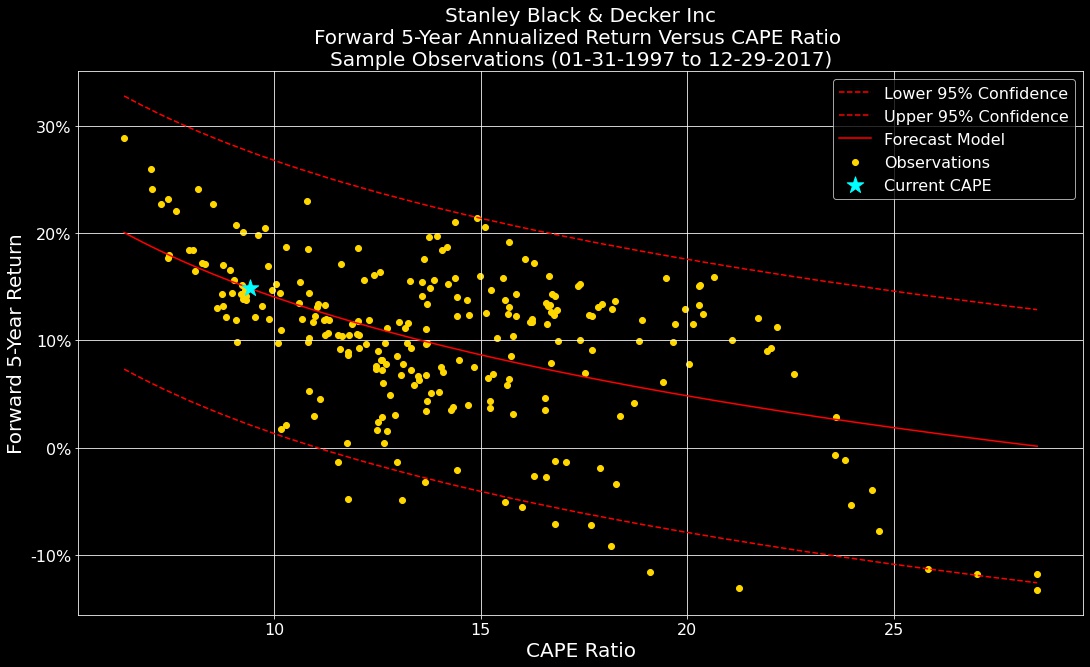 Stanley Black & Decker Inc
Forward 5-Year Annualized Return Versus CAPE Ratio
Sample Observations (01-31-1997 to 12-29-2017)
Lower 95% Confidence
Upper 95% Confidence
Forecast Model
Observations
Current CAPE
Forward 5-Year Return
30%
20%
10%
0%
-10%
10
15
20
25
CAPE Ratio